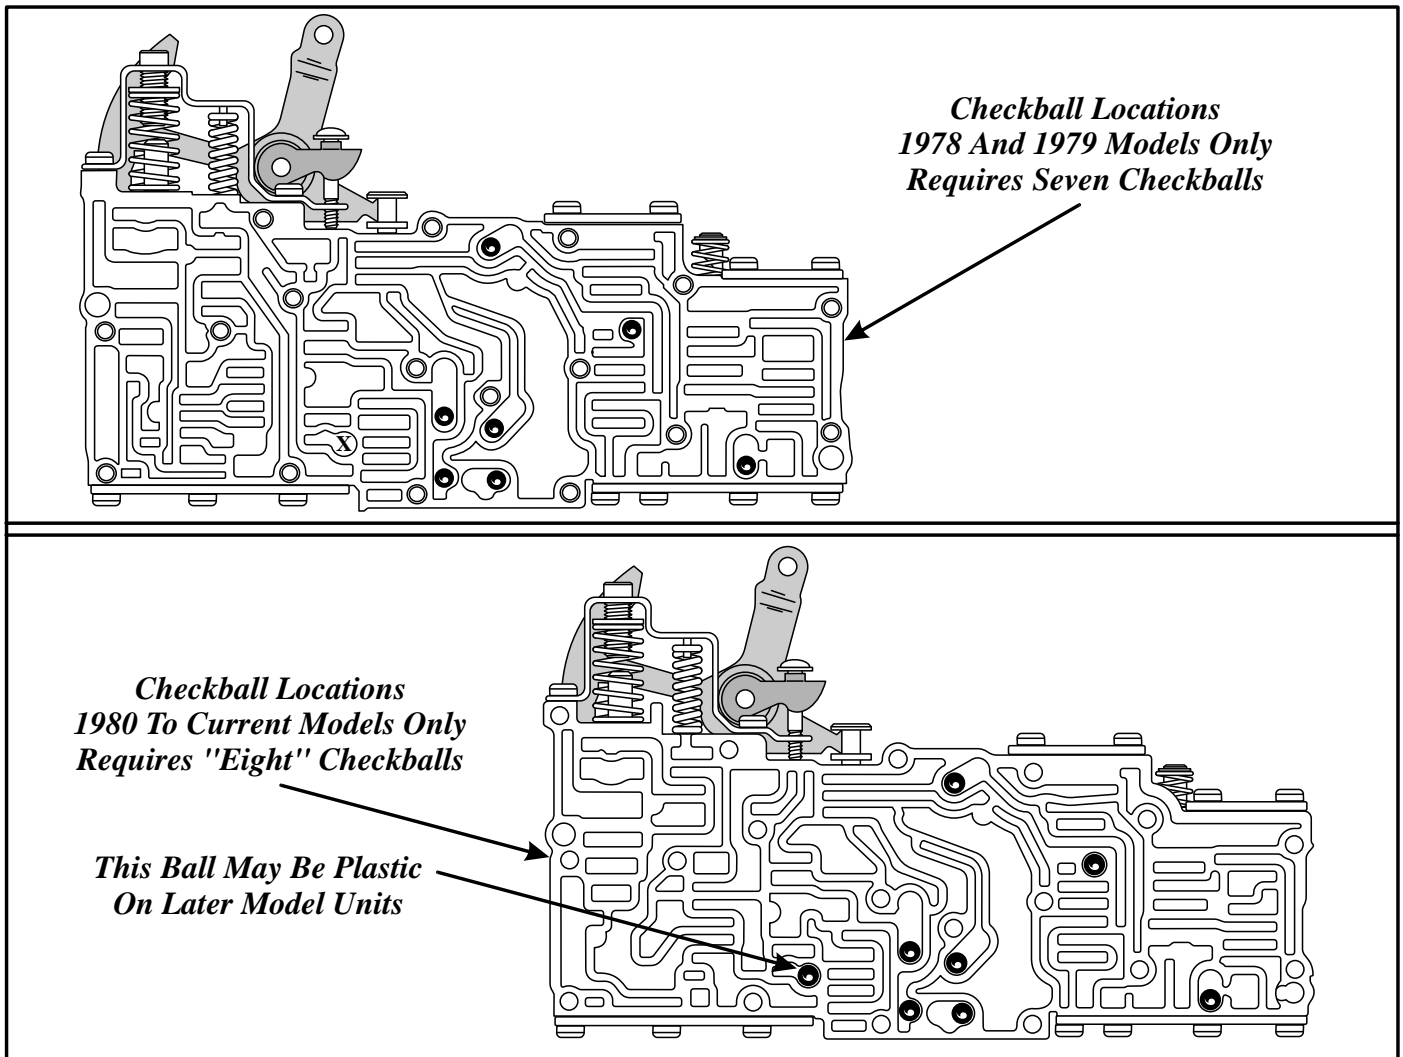 Checkball Locations
1978 And 1979 Models Only
Requires Seven Checkballs
X
Checkball Locations
1980 To Current Models Only
Requires "Eight" Checkballs
This Ball May Be Plastic
On Later Model Units